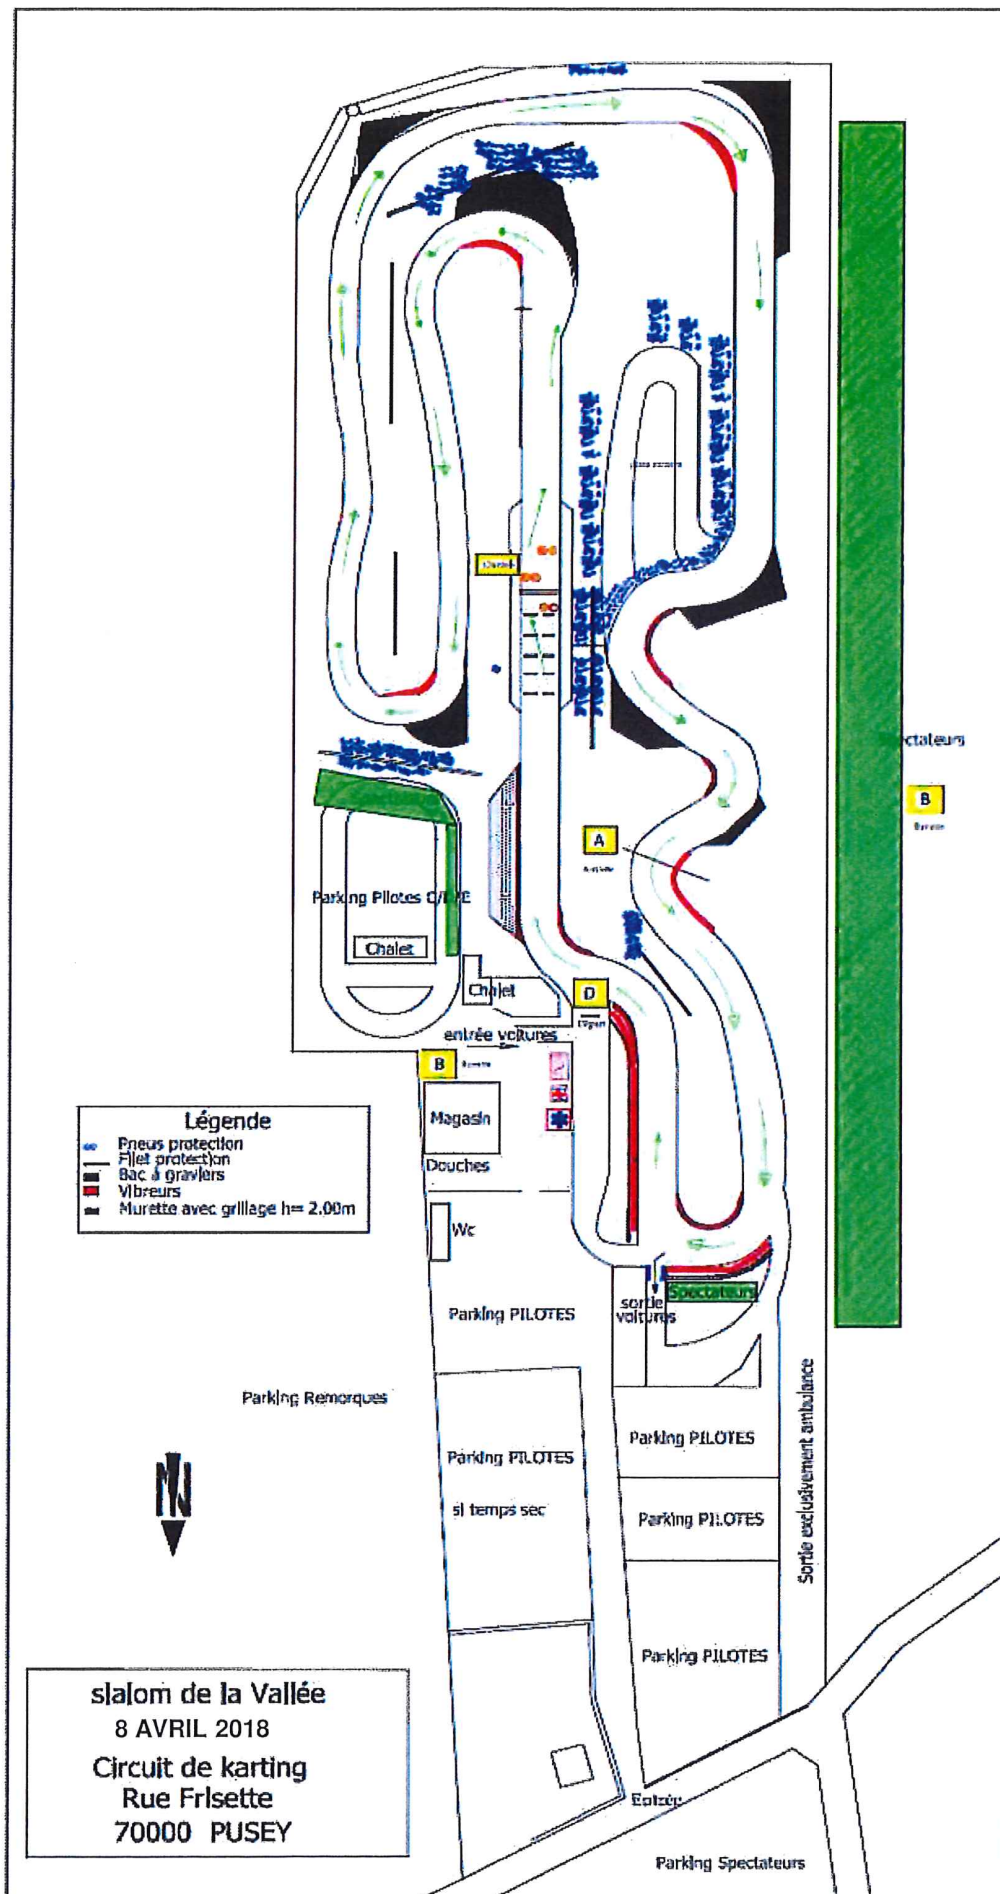 ctateurs
B
A
Parking Pilotes C/D/E
Chalet
Chalet
D
Départ
entrée voitures
B
Buvette
Magasin
Douches
Légende
Pneus protection
Filet protection
Bac à graviers
Vibreurs
Murette avec grillage h= 2.00m
Wc
Spectateurs
sortie
voitures
Parking PILOTES
Parking Remorques
Parking PILOTES
si temps sec
Parking PILOTES
Parking PILOTES
Parking PILOTES
Sortie exclusivement ambulance
N
slalom de la Vallée
8 AVRIL 2018
Circuit de karting
Rue Frisette
70000 PUSEY
Entrée
Parking Spectateurs